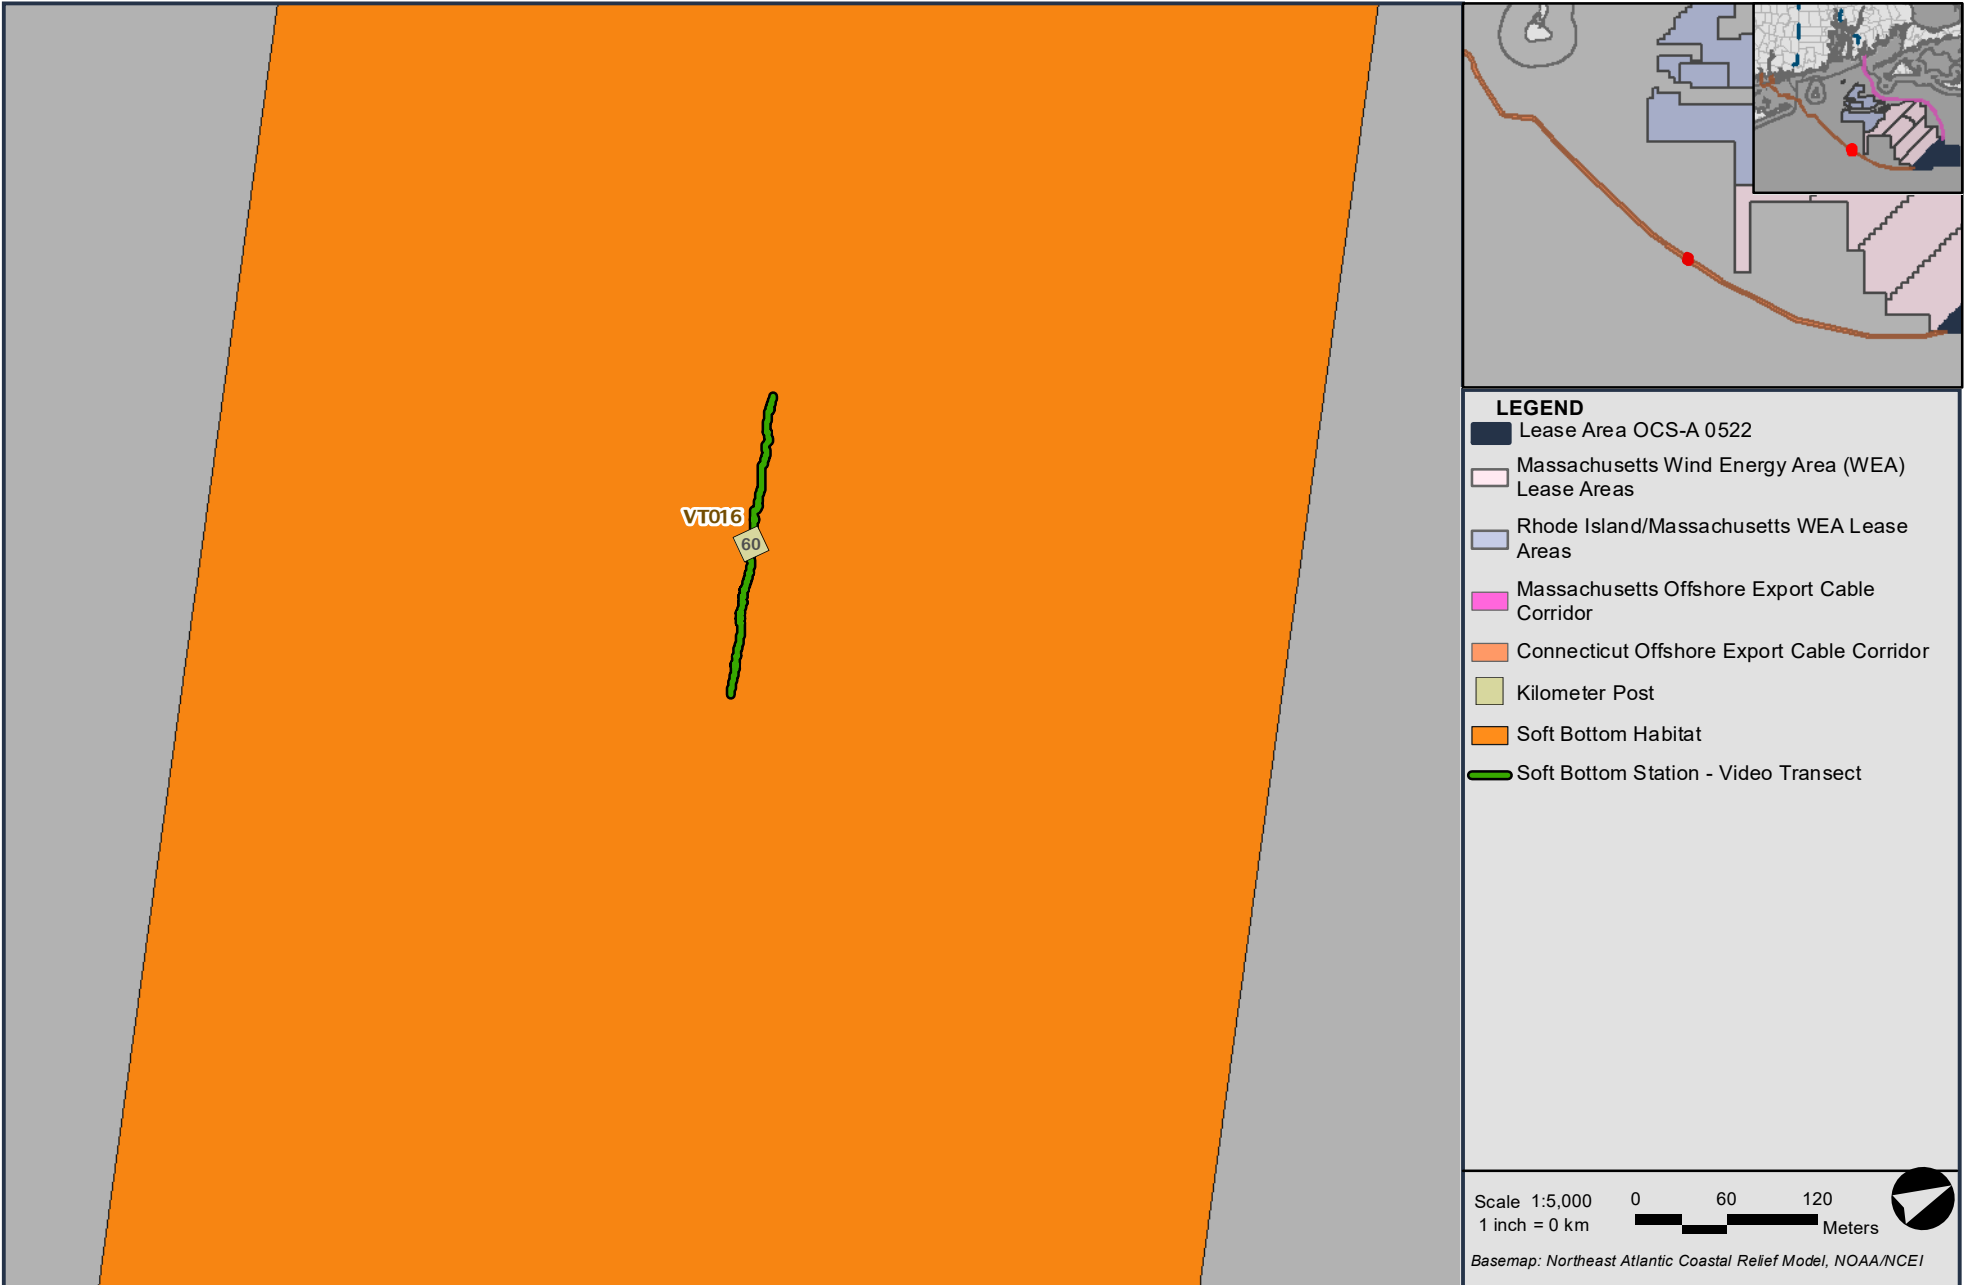 VT016
60
LEGEND
Lease Area OCS-A 0522
Massachusetts Wind Energy Area (WEA)
Lease Areas
Rhode Island/Massachusetts WEA Lease
Areas
Massachusetts Offshore Export Cable
Corridor
Connecticut Offshore Export Cable Corridor
Kilometer Post
Soft Bottom Habitat
Soft Bottom Station - Video Transect
Scale 1:5,000
1 inch = 0 km
0 60 120
Meters
Basemap: Northeast Atlantic Coastal Relief Model, NOAA/NCEI